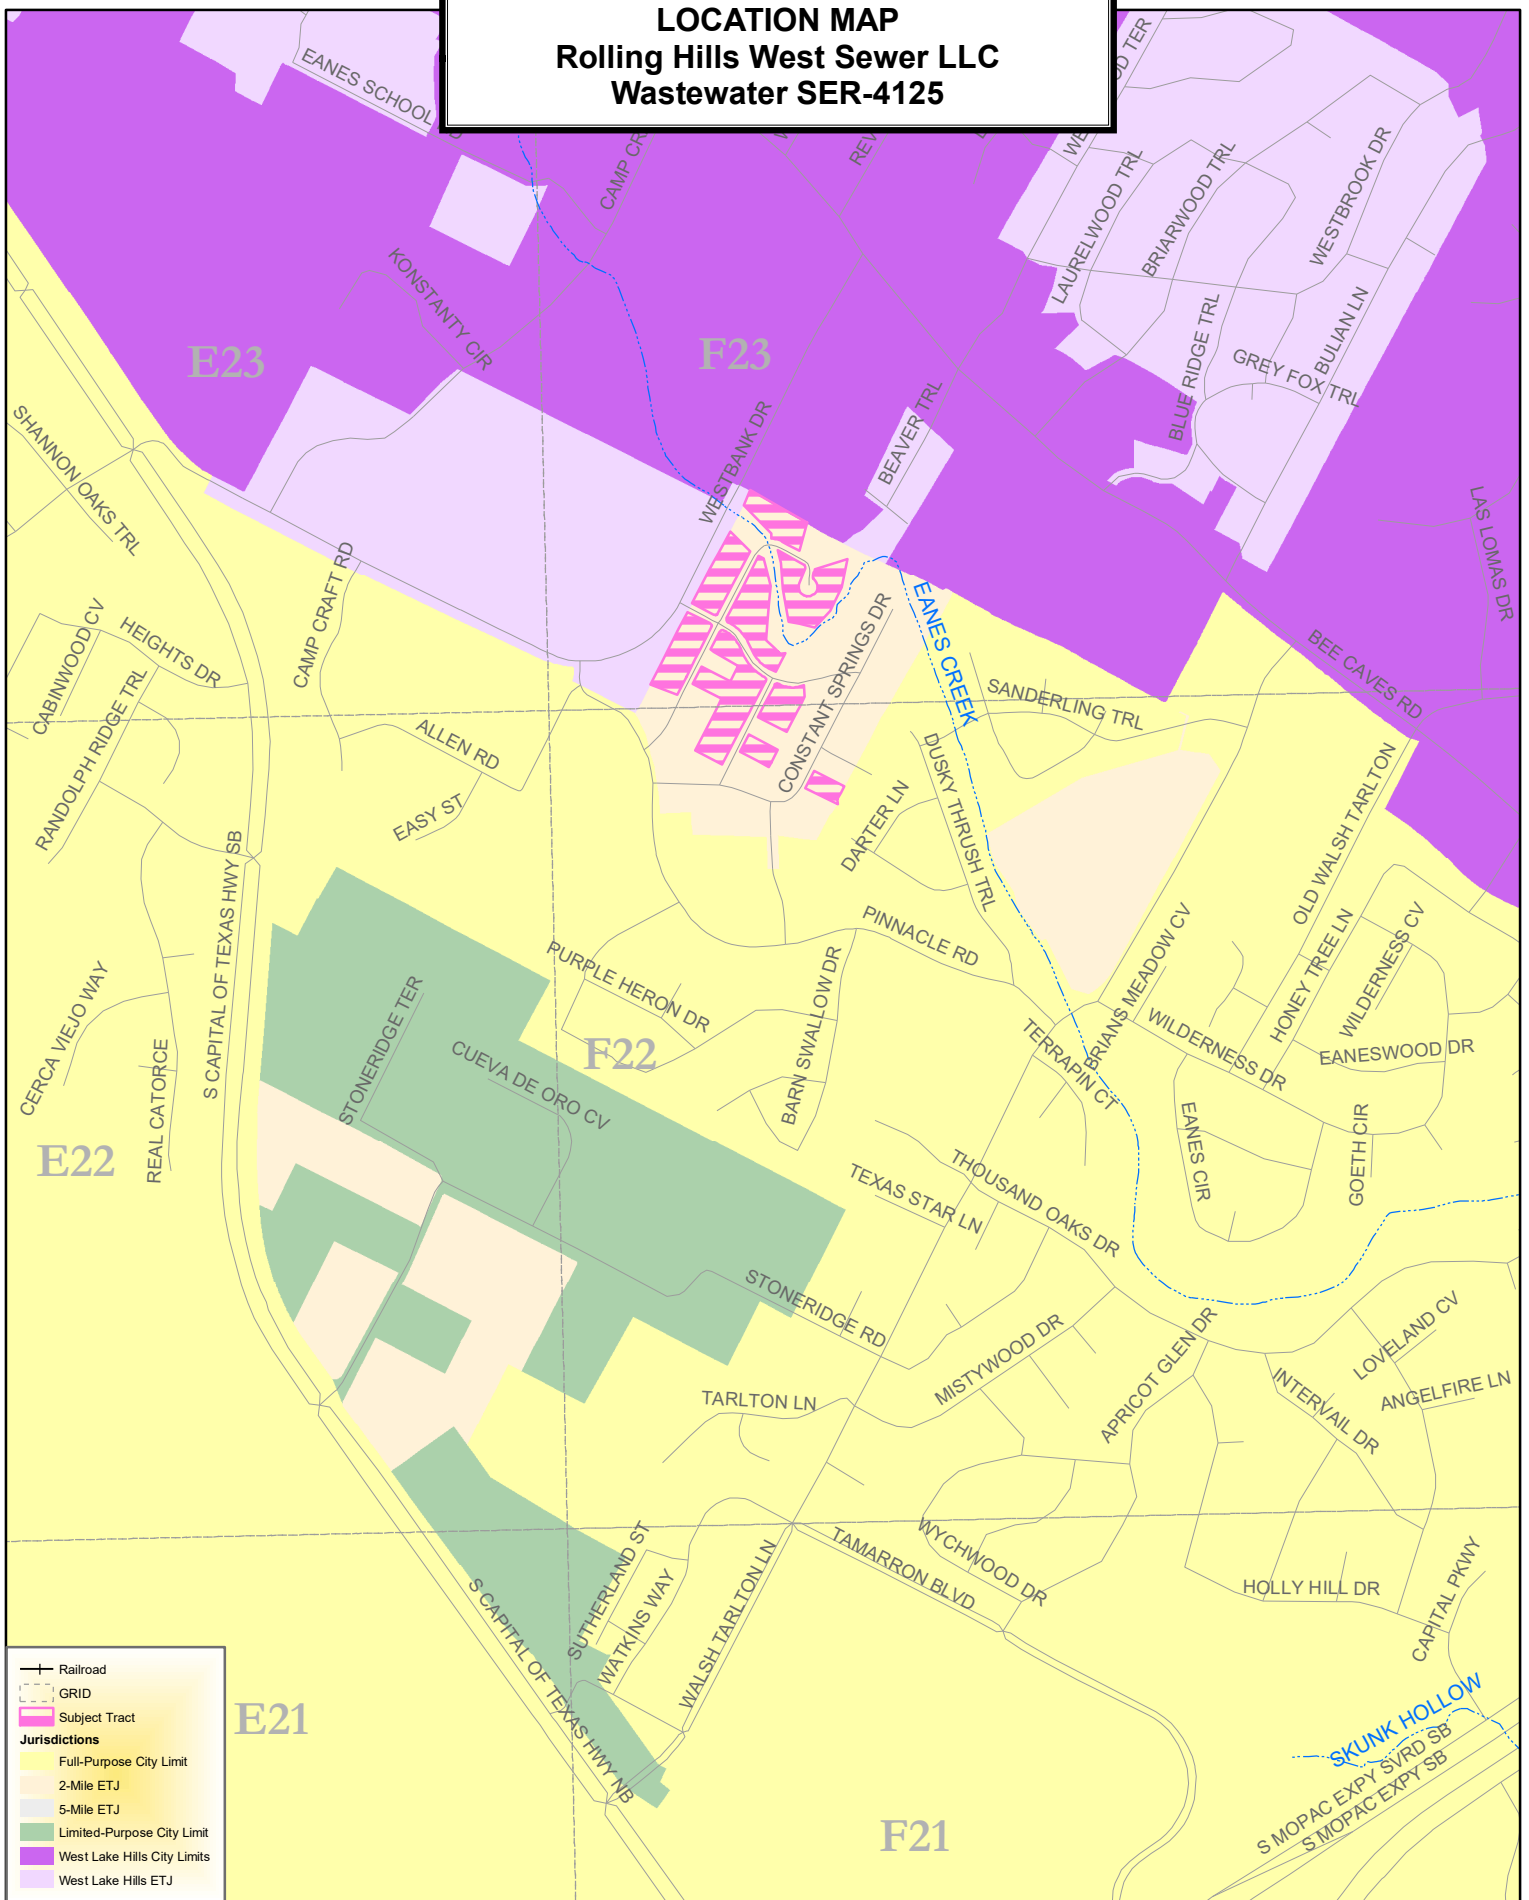 LOCATION MAP
Rolling Hills West Sewer LLC
Wastewater SER-4125
EANES SCHOOL
CAMP CR
REV
LAURELWOOD TRL
BRIARWOOD TRL
WESTBROOK DR
KONSTANTY CIR
E23
F23
BLUE RIDGE TRL
BULIAN LN
GREY FOX TRL
SHANNON OAKS TRL
WESTBANK DR
BEAVER TRL
LAS LOMAS DR
CAMP CRAFT RD
CABINWOOD CV
HEIGHTS DR
RANDOLPH RIDGE TRL
CONSTANT SPRINGS DR
EANES CREEK
SANDERLING TRL
BEE CAVES RD
ALLEN RD
EASY ST
DUSKY THRUSH TRL
DARTER LN
OLD WALSH TARLTON
S CAPITAL OF TEXAS HWY SB
PINNACLE RD
PURPLE HERON DR
BARN SWALLOW DR
BRIANS MEADOW CV
HONEY TREE LN
WILDERNESS CV
WILDERNESS DR
EANESWOOD DR
CERCA VIEJO WAY
REAL CATORCE
STONERIDGE TER
CUEVA DE ORO CV
F22
TERRAPIN CT
E22
EANES CIR
GOETH CIR
TEXAS STAR LN
THOUSAND OAKS DR
STONERIDGE RD
MISTYWOOD DR
APRICOT GLEN DR
LOVELAND CV
INTERVAIL DR
ANGELFIRE LN
TARLTON LN
WYCHWOOD DR
TAMARRON BLVD
SUTHERLAND ST
WATKINS WAY
WALSH TARLTON LN
HOLLY HILL DR
CAPITAL PKWY
S CAPITAL OF TEXAS HWY NB
E21
F21
SKUNK HOLLOW
S MOPAC EXPY SVRD SB
S MOPAC EXPY SB
Railroad
GRID
Subject Tract
Jurisdictions
Full-Purpose City Limit
2-Mile ETJ
5-Mile ETJ
Limited-Purpose City Limit
West Lake Hills City Limits
West Lake Hills ETJ